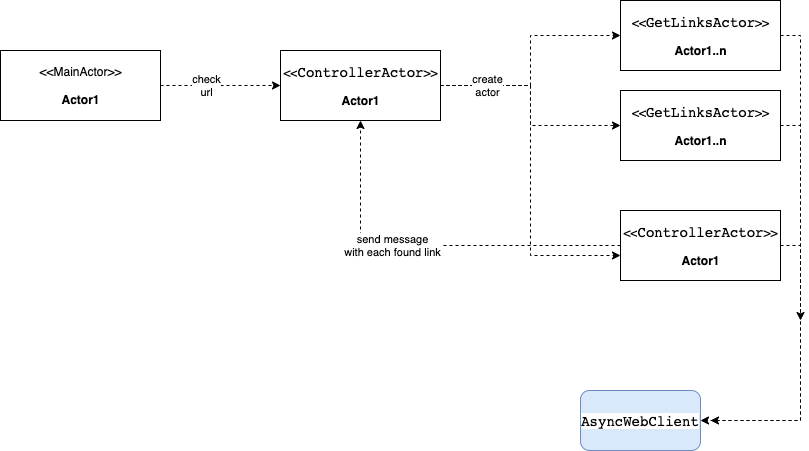 <<MainActor>>
Actor1
check
url
<<ControllerActor>>
Actor1
create
actor
<<GetLinksActor>>
Actor1..n
<<GetLinksActor>>
Actor1..n
<<ControllerActor>>
Actor1
send message
with each found link
AsyncWebClient